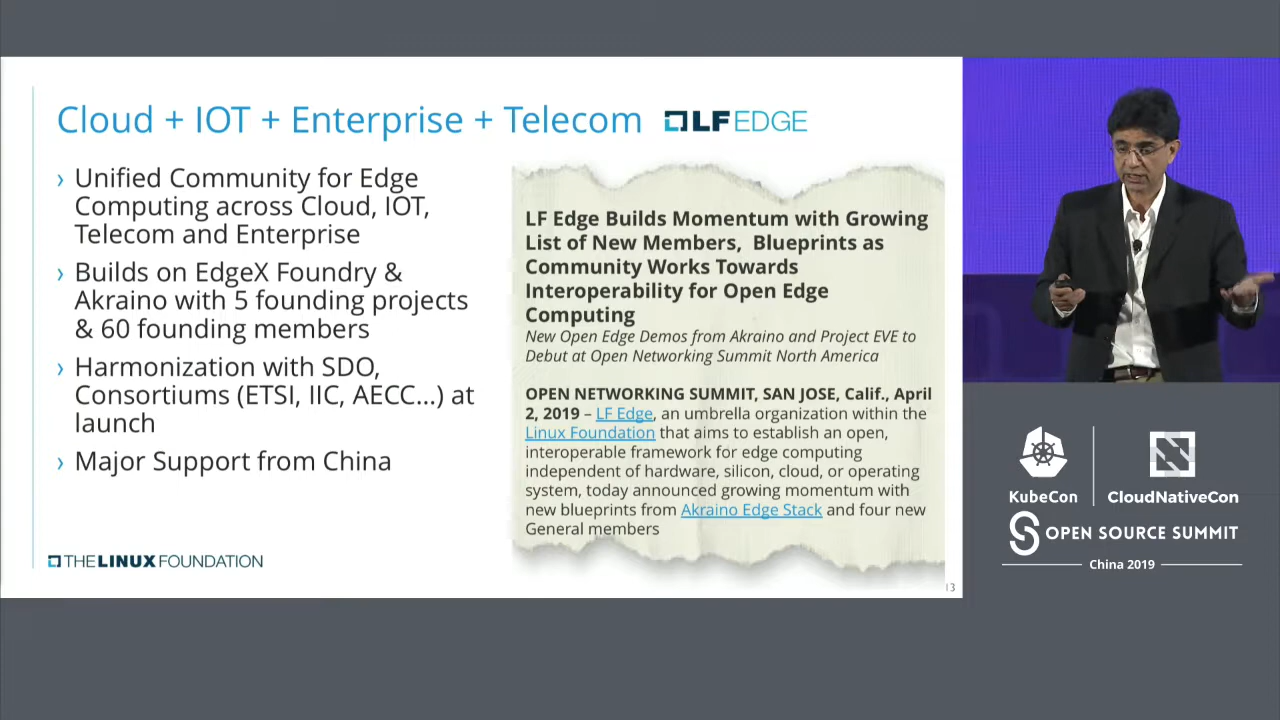 Cloud + IOT + Enterprise + Telecom LF EDGE
› Unified Community for Edge
Computing across Cloud, IOT,
Telecom and Enterprise
› Builds on EdgeX Foundry &
Akraino with 5 founding projects
& 60 founding members
› Harmonization with SDO,
Consortiums (ETSI, IIC, AECC...) at
launch
› Major Support from China
THE LINUX FOUNDATION
LF Edge Builds Momentum with Growing
List of New Members,  Blueprints as
Community Works Towards
Interoperability for Open Edge
Computing
New Open Edge Demos from Akraino and Project EVE to
Debut at Open Networking Summit North America
OPEN NETWORKING SUMMIT, SAN JOSE, Calif., April
2, 2019 – LF Edge, an umbrella organization within the
Linux Foundation that aims to establish an open,
interoperable framework for edge computing
independent of hardware, silicon, cloud, or operating
system, today announced growing momentum with
new blueprints from Akraino Edge Stack and four new
General members
13
KubeCon CloudNativeCon
OPEN SOURCE SUMMIT
China 2019